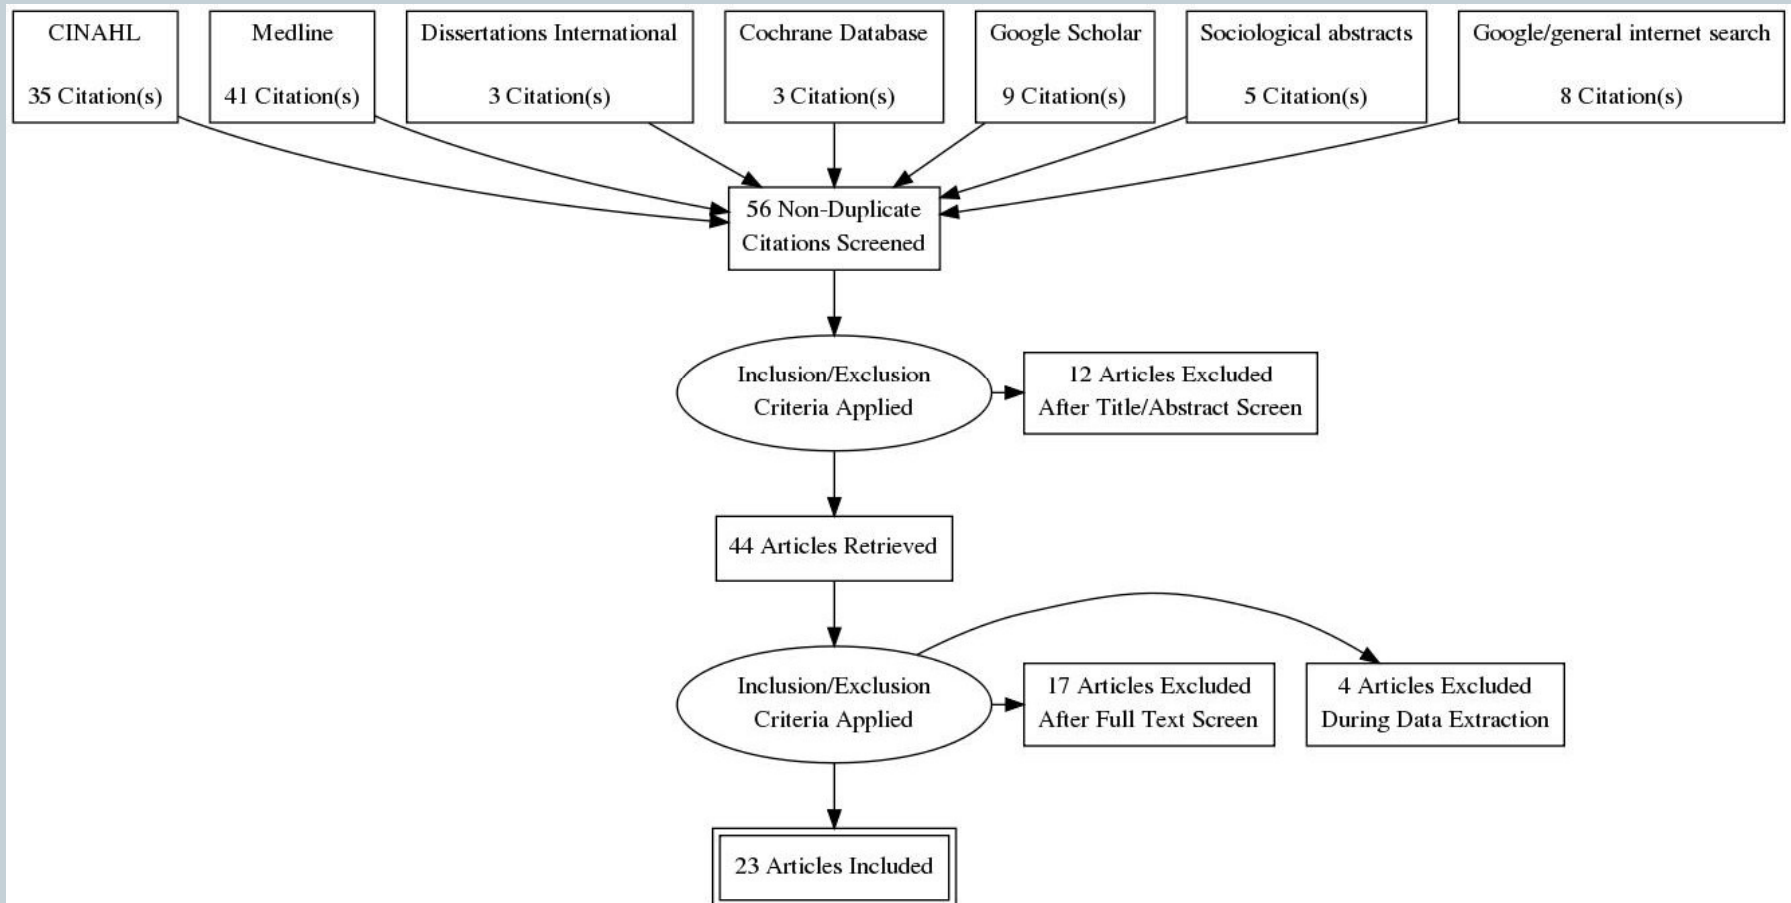 CINAHL
35 Citation(s)
Medline
41 Citation(s)
Dissertations International
3 Citation(s)
Cochrane Database
3 Citation(s)
Google Scholar
9 Citation(s)
Sociological abstracts
5 Citation(s)
Google/general internet search
8 Citation(s)
56 Non-Duplicate
Citations Screened
Inclusion/Exclusion
Criteria Applied
12 Articles Excluded
After Title/Abstract Screen
44 Articles Retrieved
Inclusion/Exclusion
Criteria Applied
17 Articles Excluded
After Full Text Screen
4 Articles Excluded
During Data Extraction
23 Articles Included